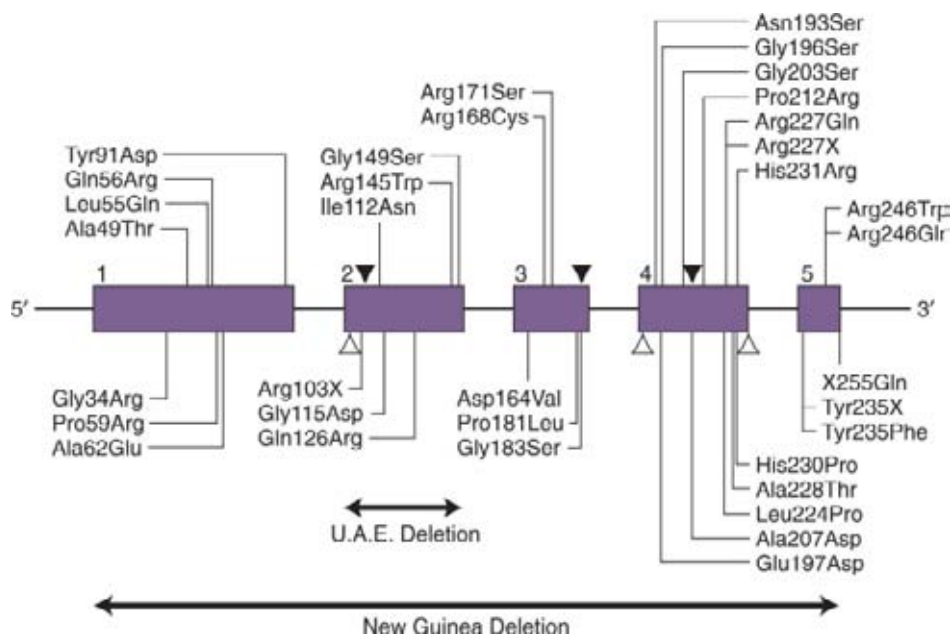 Asn193Ser
Gly196Ser
Gly203Ser
Pro212Arg
Arg227Gln
Arg227X
His231Arg
Arg171Ser
Arg168Cys
Tyr91Asp
Gln56Arg
Leu55Gln
Ala49Thr
Gly149Ser
Arg145Trp
Ile112Asn
Arg246Trp
Arg246Gln
1
2
3
4
5
5′
3′
Gly34Arg
Pro59Arg
Ala62Glu
Arg103X
Gly115Asp
Gln126Arg
Asp164Val
Pro181Leu
Gly183Ser
X255Gln
Tyr235X
Tyr235Phe
His230Pro
Ala228Thr
Leu224Pro
Ala207Asp
Glu197Asp
U.A.E. Deletion
New Guinea Deletion